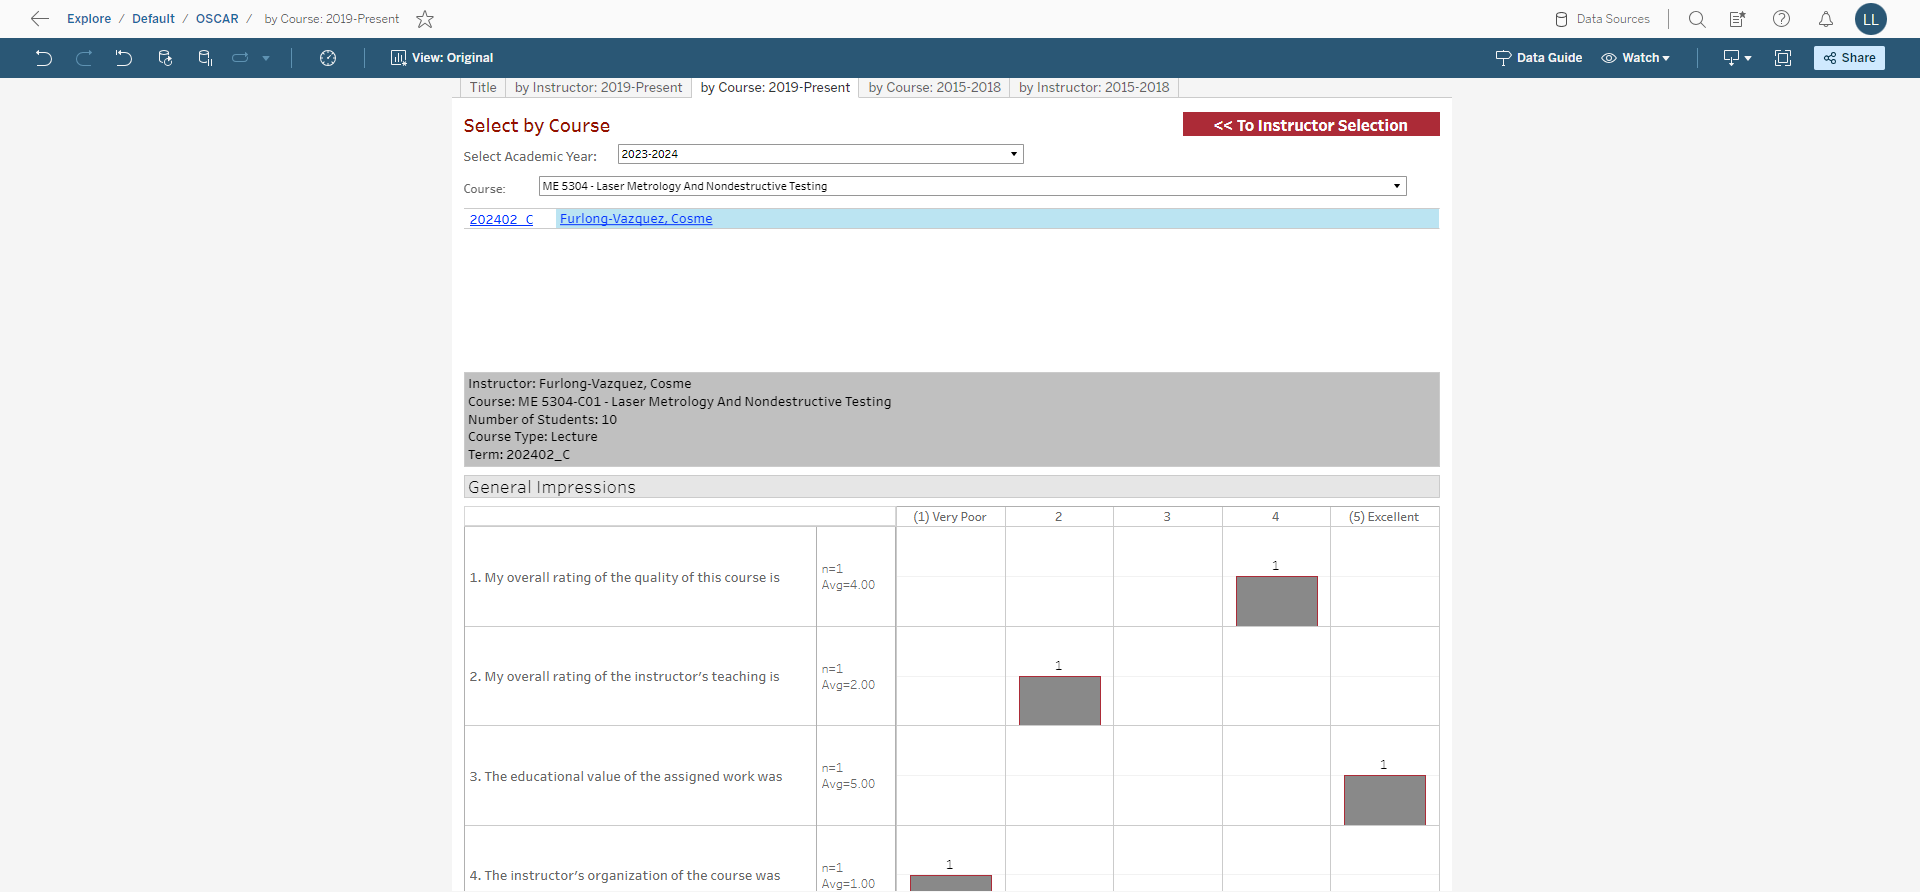 Explore / Default / OSCAR / by Course: 2019-Present
Data Sources
LL
View: Original
Data Guide
Watch
Share
Title
by Instructor: 2019-Present
by Course: 2019-Present
by Course: 2015-2018
by Instructor: 2015-2018
Select by Course
<< To Instructor Selection
Select Academic Year:
2023-2024
Course:
ME 5304 - Laser Metrology And Nondestructive Testing
202402_C
Furlong-Vazquez, Cosme
Instructor: Furlong-Vazquez, Cosme
Course: ME 5304-C01 - Laser Metrology And Nondestructive Testing
Number of Students: 10
Course Type: Lecture
Term: 202402_C
General Impressions
(1) Very Poor
2
3
4
(5) Excellent
1. My overall rating of the quality of this course is
n=1
Avg=4.00
1
2. My overall rating of the instructor's teaching is
n=1
Avg=2.00
1
3. The educational value of the assigned work was
n=1
Avg=5.00
1
4. The instructor's organization of the course was
n=1
Avg=1.00
1